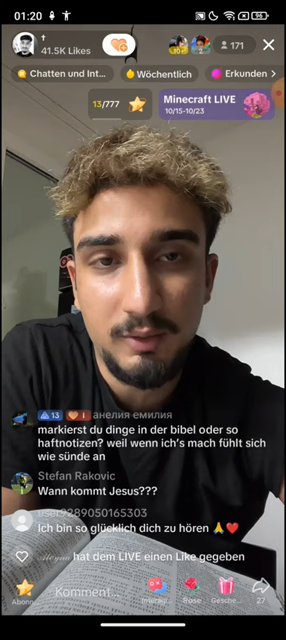 01:20
96
†
41.5K Likes
171
Chatten und Int...
Wöchentlich
Erkunden
13/777
Minecraft LIVE
10/15-10/23
13
анелия емилия
markierst du dinge in der bibel oder so
haftnotizen? weil wenn ich's mach fühlt sich
wie sünde an
Stefan Rakovic
Wann kommt Jesus???
user9289050165303
Ich bin so glücklich dich zu hören 🙏❤️
hat dem LIVE einen Like gegeben
Abonn...
Kommentar...
Rose
Gesche...
27